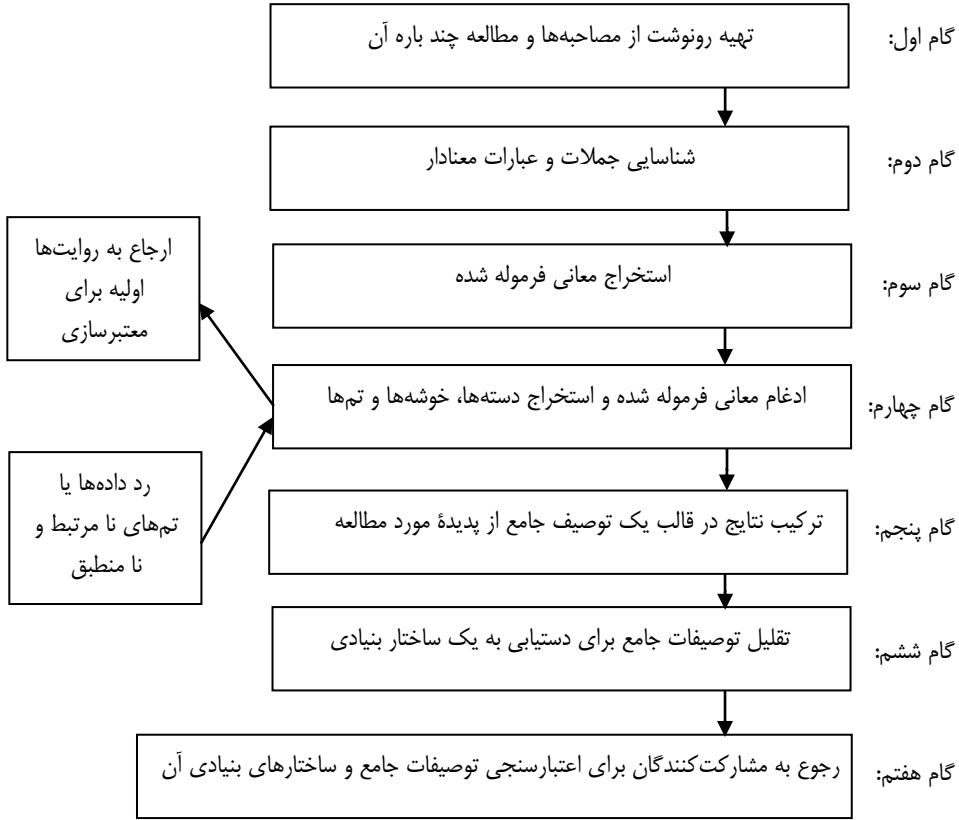 گام اول:
تهیه رونوشت از مصاحبه‌ها و مطالعه چند باره آن
گام دوم:
شناسایی جملات و عبارات معنادار
گام سوم:
استخراج معانی فرموله شده
ارجاع به روایت‌ها
اولیه برای
معتبرسازی
گام چهارم:
ادغام معانی فرموله شده و استخراج دسته‌ها، خوشه‌ها و تم‌ها
رد داده‌ها یا
تم‌های نا مرتبط و
نا منطبق
گام پنجم:
ترکیب نتایج در قالب یک توصیف جامع از پدیدۀ مورد مطالعه
گام ششم:
تقلیل توصیفات جامع برای دستیابی به یک ساختار بنیادی
گام هفتم:
رجوع به مشارکت‌کنندگان برای اعتبارسنجی توصیفات جامع و ساختارهای بنیادی آن